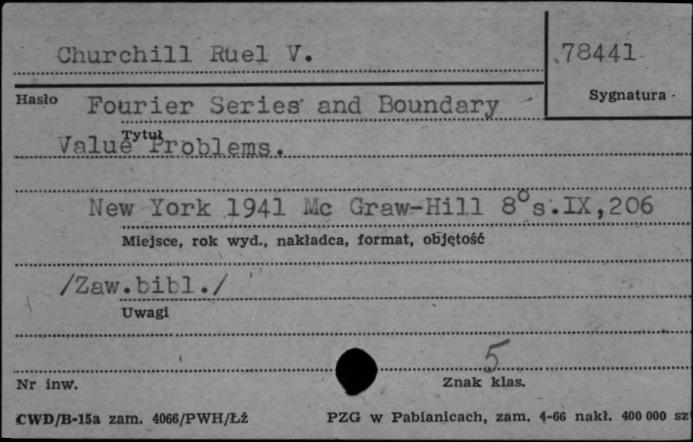 Churchill Ruel V.
78441
Hasło
Sygnatura
Fourier Series and Boundary
Tytuł
Value Problems.
New York 1941 Mc Graw-Hill 8° s.IX,206
Miejsce, rok wyd., nakładca, format, objętość
/Zaw.bibl./
Uwagi
5
Nr inw.
Znak klas.
CWD/B-15a zam. 4066/PWH/Łź
PZG w Pabianicach, zam. 4-66 nakł. 400 000 sz